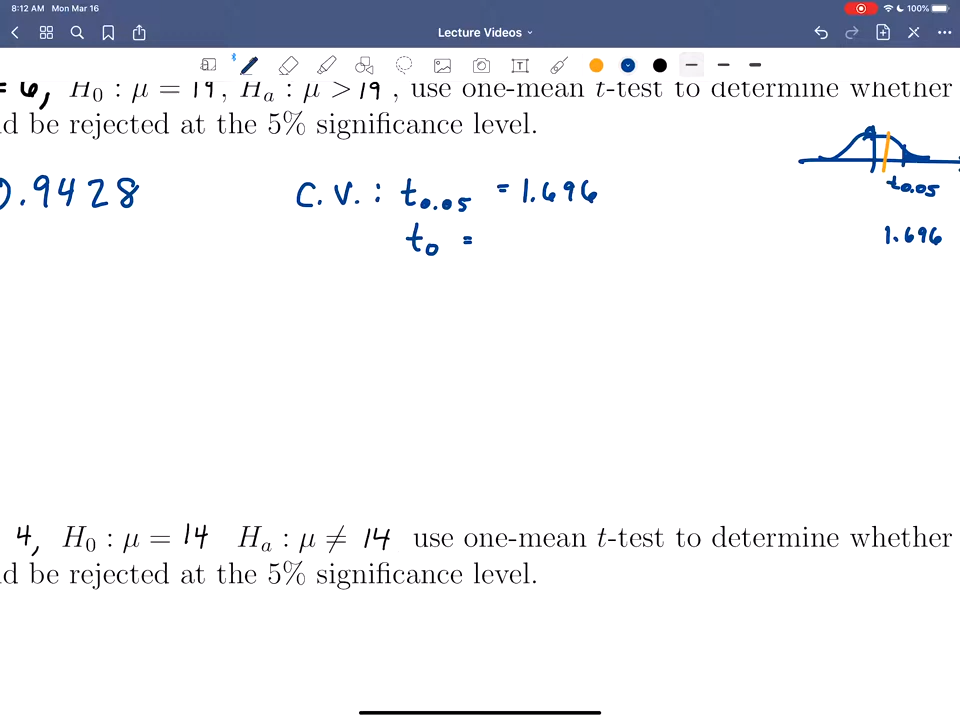 8:12 AM Mon Mar 16
100%
Lecture Videos
= 6, H₀ : μ = 19, Hₐ : μ > 19, use one-mean t-test to determine whether
d be rejected at the 5% significance level.
0.9428
C.V.: t₀.₀₅ = 1.696
t₀ =
t₀.₀₅
1.696
4, H₀ : μ = 14 Hₐ : μ ≠ 14 use one-mean t-test to determine whether
d be rejected at the 5% significance level.